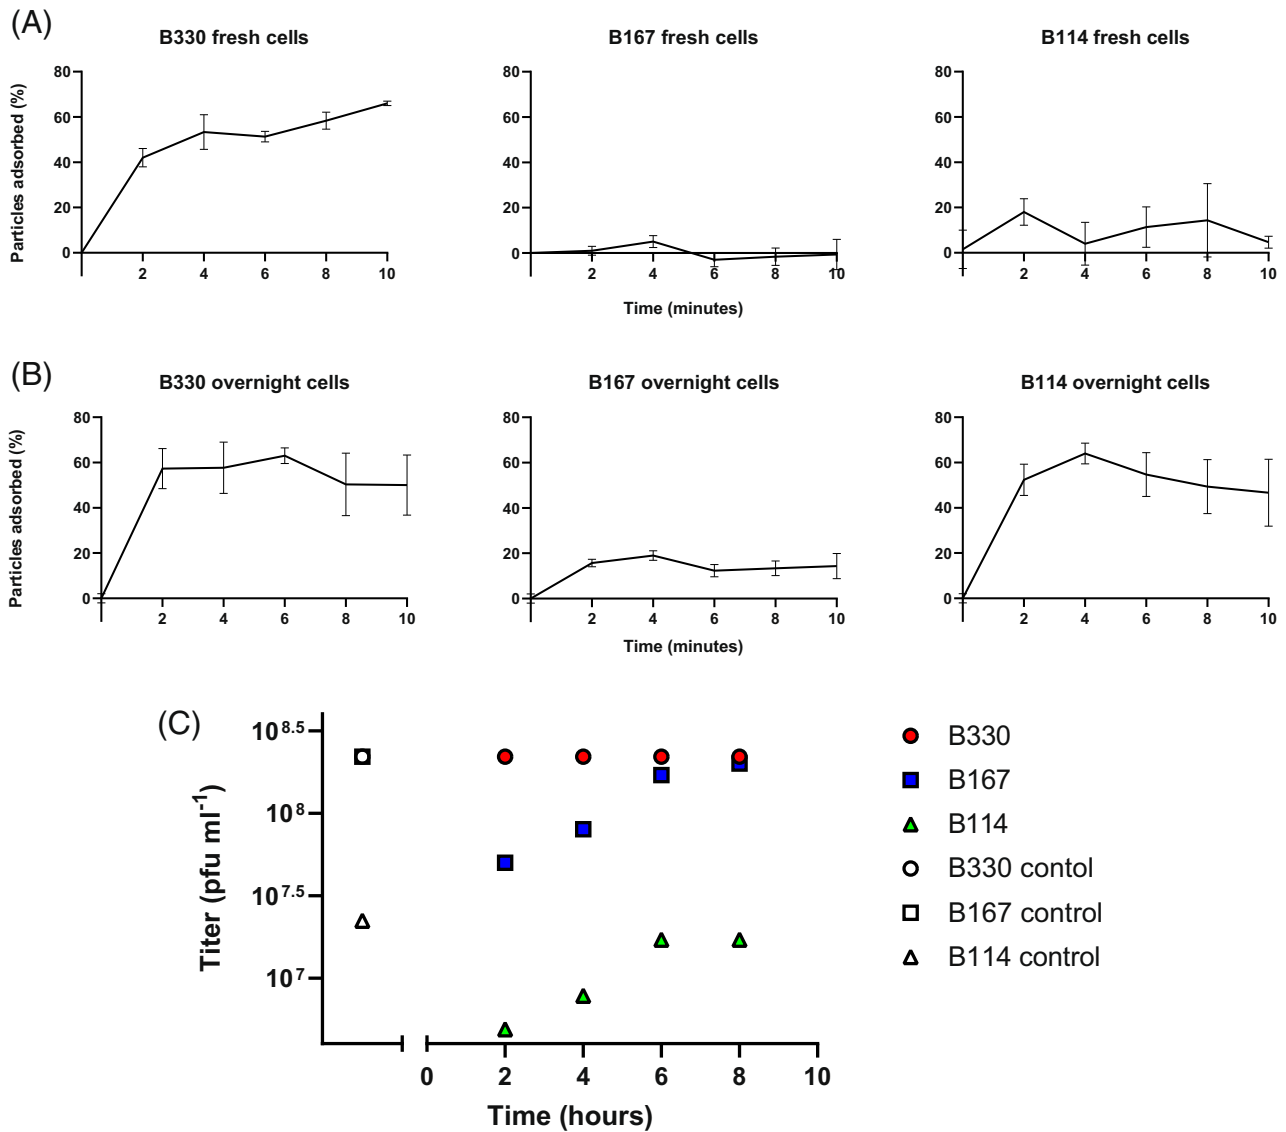 (A)
B330 fresh cells
B167 fresh cells
B114 fresh cells
Particles adsorbed (%)
80
60
40
20
0
2 4 6 8 10
80
60
40
20
0
2 4 6 8 10
80
60
40
20
0
2 4 6 8 10
Time (minutes)
(B)
B330 overnight cells
B167 overnight cells
B114 overnight cells
Particles adsorbed (%)
80
60
40
20
0
2 4 6 8 10
80
60
40
20
0
2 4 6 8 10
80
60
40
20
0
2 4 6 8 10
Time (minutes)
(C)
Titer (pfu ml⁻¹)
10^8.5
10^8
10^7.5
10^7
0 2 4 6 8 10
Time (hours)
B330
B167
B114
B330 contol
B167 control
B114 control